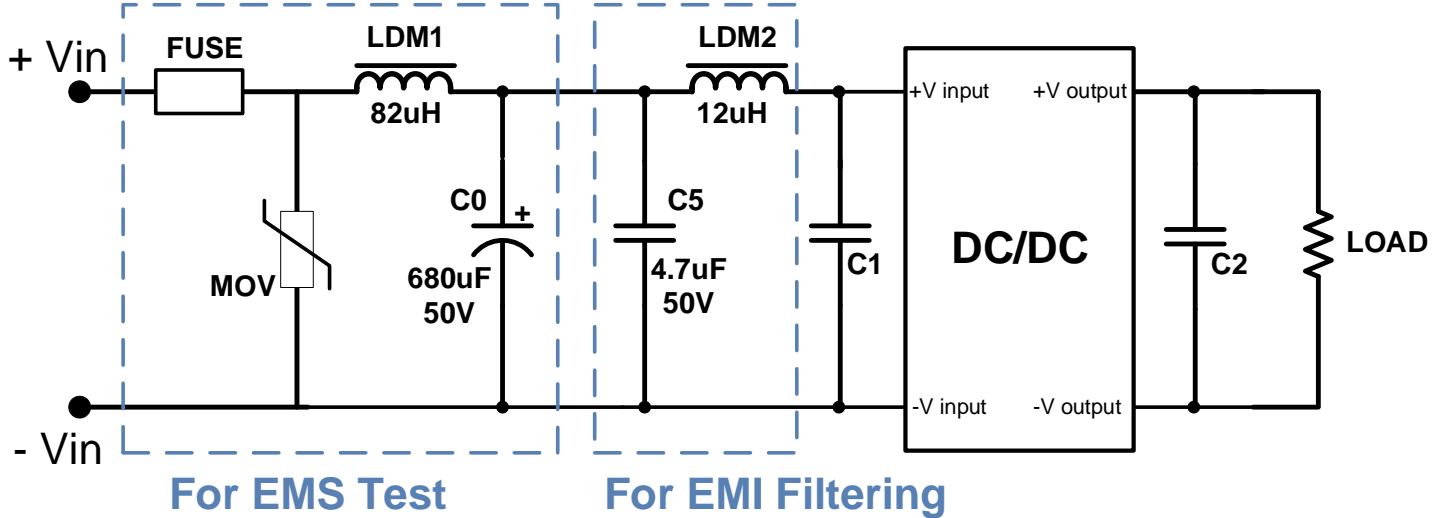 + Vin
FUSE
LDM1
82uH
LDM2
12uH
MOV
C0
+
680uF
50V
C5
4.7uF
50V
C1
+V input
+V output
DC/DC
-V input
-V output
C2
LOAD
- Vin
For EMS Test
For EMI Filtering